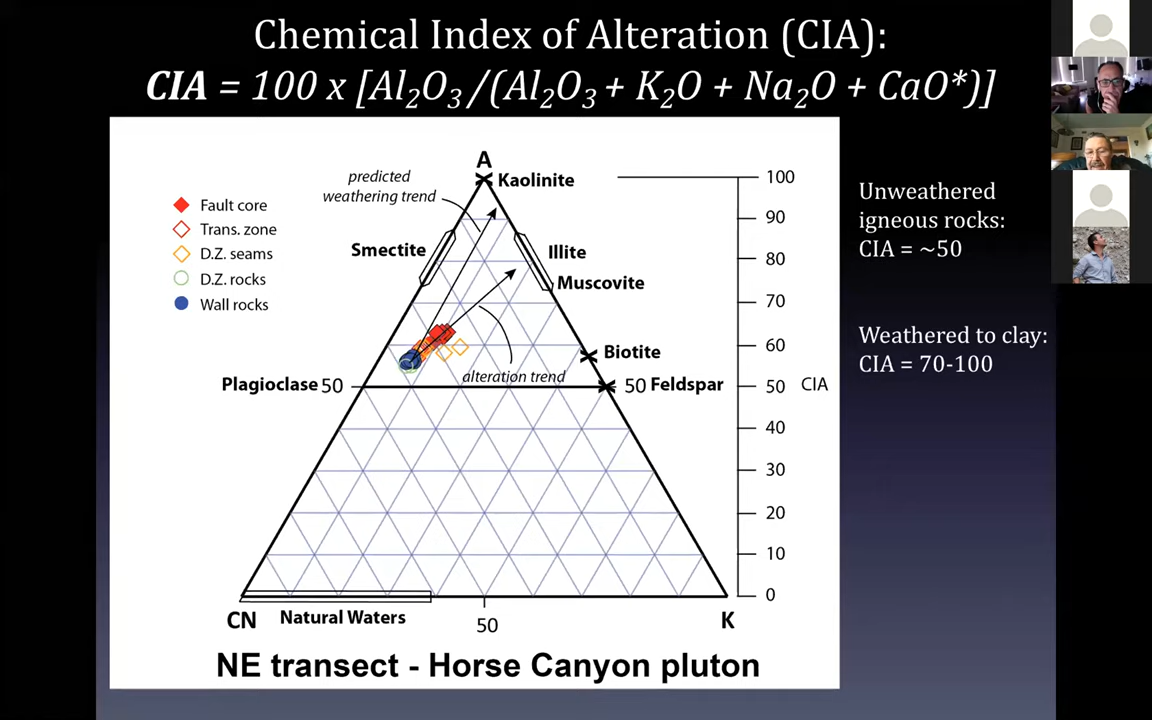 Chemical Index of Alteration (CIA):
CIA = 100 x [Al₂O₃/(Al₂O₃ + K₂O + Na₂O + CaO*)]
A
Kaolinite
predicted
weathering trend
Fault core
Trans. zone
D.Z. seams
D.Z. rocks
Wall rocks
Smectite
Illite
Muscovite
Biotite
alteration trend
Plagioclase 50
50 Feldspar
100
90
80
70
60
50 CIA
40
30
20
10
0
CN
Natural Waters
50
K
NE transect - Horse Canyon pluton
Unweathered
igneous rocks:
CIA = ~50
Weathered to clay:
CIA = 70-100